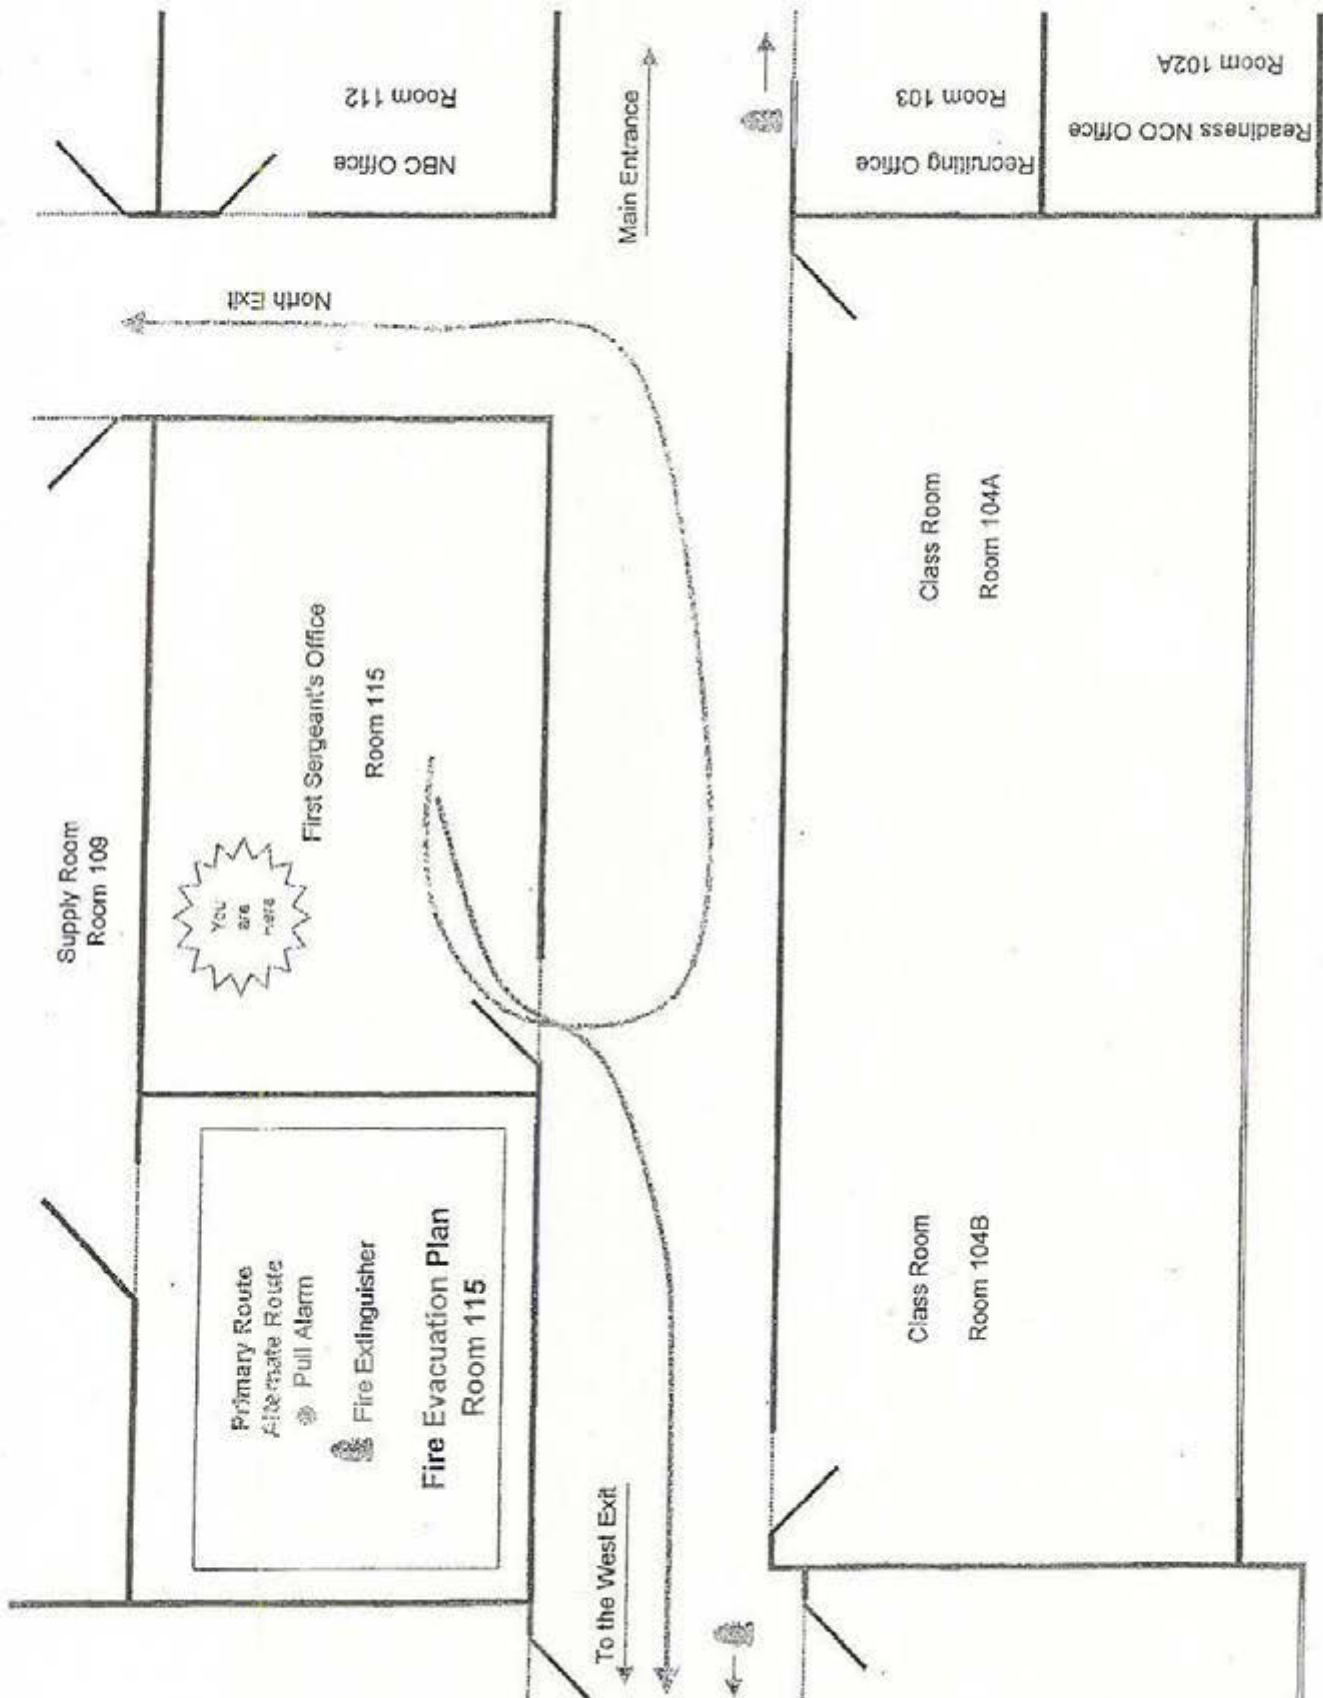 Supply Room
Room 109
You
are
Here
First Sergeant's Office
Room 115
North Exit
NBC Office
Room 112
Main Entrance
Recruiting Office
Room 103
Readiness NCO Office
Room 102A
Class Room
Room 104A
Class Room
Room 104B
To the West Exit
Primary Route
Alternate Route
Pull Alarm
Fire Extinguisher
Fire Evacuation Plan
Room 115